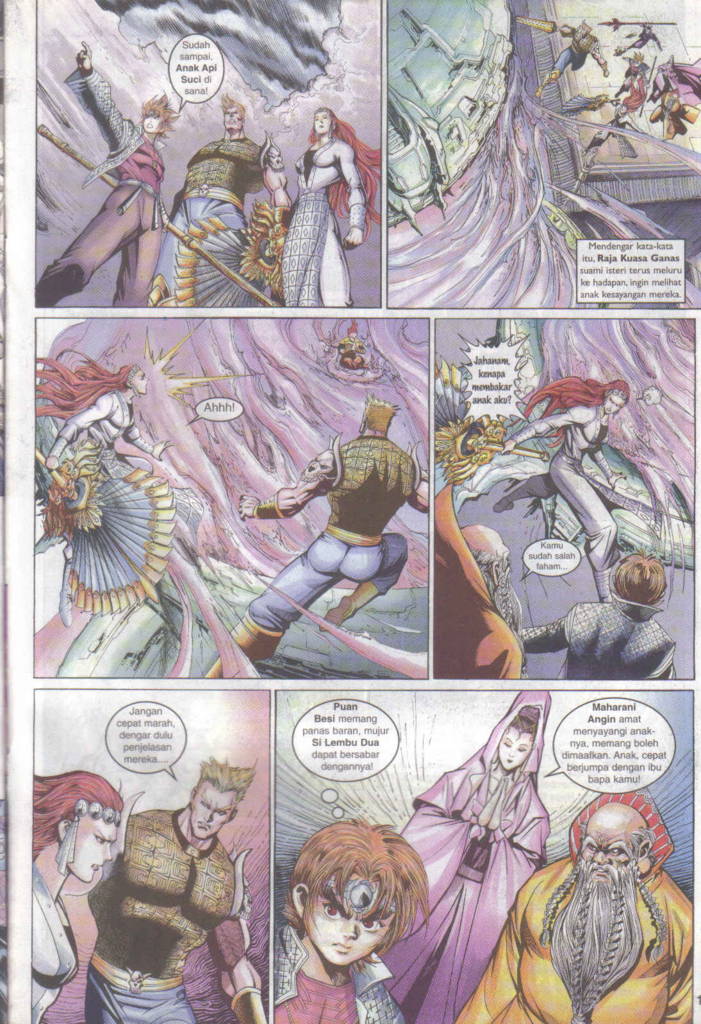 Sudah
sampai,
Anak Api
Suci di
sana!
Mendengar kata-kata
itu, Raja Kuasa Ganas
suami isteri terus meluru
ke hadapan, ingin melihat
anak kesayangan mereka.
Ahhh!
Jahanam,
kenapa
membakar
anak aku?
Kamu
sudah salah
faham...
Jangan
cepat marah,
dengar dulu
penjelasan
mereka....
Puan
Besi memang
panas baran, mujur
Si Lembu Dua
dapat bersabar
dengannya!
Maharani
Angin amat
menyayangi anak-
nya, memang boleh
dimaafkan. Anak, cepat
berjumpa dengan ibu
bapa kamu!